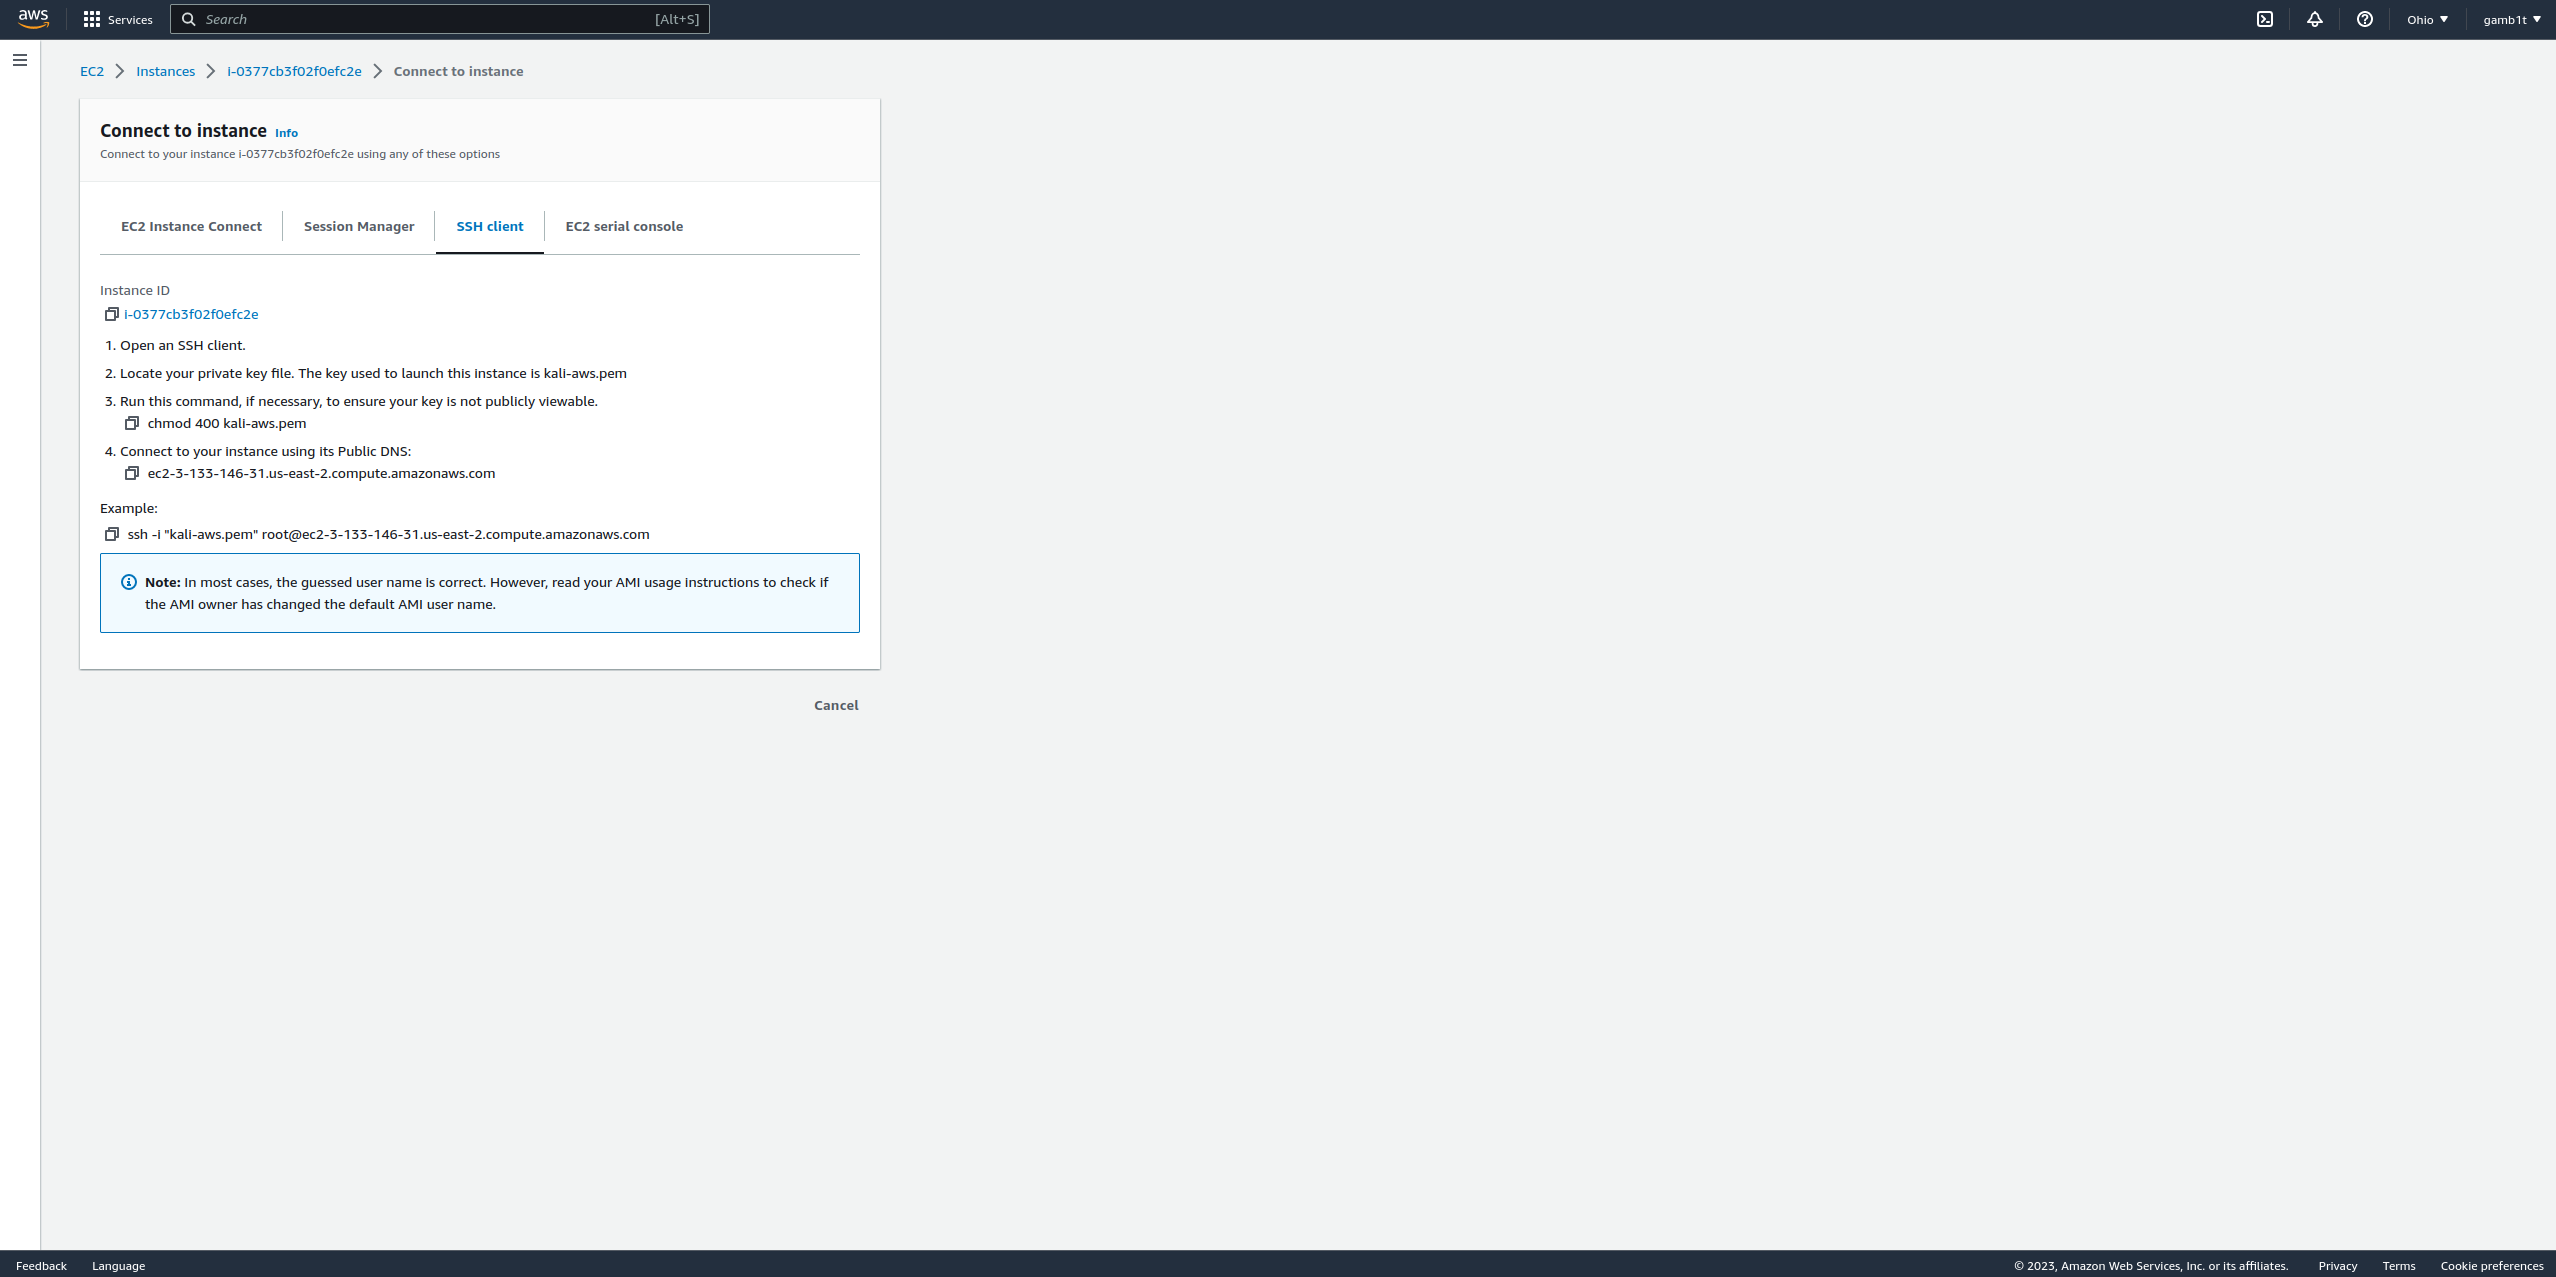 aws
Services
Search
[Alt+S]
Ohio
gamb1t
EC2
Instances
i-0377cb3f02f0efc2e
Connect to instance
Connect to instance Info
Connect to your instance i-0377cb3f02f0efc2e using any of these options
EC2 Instance Connect
Session Manager
SSH client
EC2 serial console
Instance ID
i-0377cb3f02f0efc2e
1. Open an SSH client.
2. Locate your private key file. The key used to launch this instance is kali-aws.pem
3. Run this command, if necessary, to ensure your key is not publicly viewable.
chmod 400 kali-aws.pem
4. Connect to your instance using its Public DNS:
ec2-3-133-146-31.us-east-2.compute.amazonaws.com
Example:
ssh -i "kali-aws.pem" root@ec2-3-133-146-31.us-east-2.compute.amazonaws.com
Note: In most cases, the guessed user name is correct. However, read your AMI usage instructions to check if
the AMI owner has changed the default AMI user name.
Cancel
Feedback
Language
© 2023, Amazon Web Services, Inc. or its affiliates.
Privacy
Terms
Cookie preferences